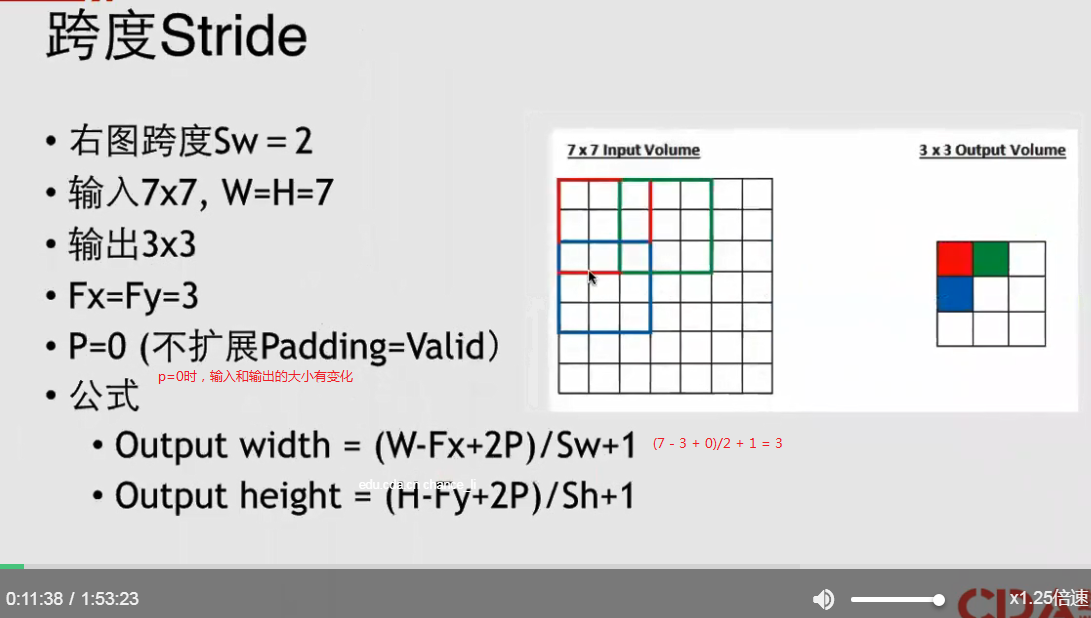 跨度Stride
• 右图跨度Sw = 2
• 输入7x7, W=H=7
• 输出3x3
• Fx=Fy=3
• P=0 (不扩展Padding=Valid）
p=0时，输入和输出的大小有变化
• 公式
• Output width = (W-Fx+2P)/Sw+1
(7 - 3 + 0)/2 + 1 = 3
edu.cda.cn chance_li
• Output height = (H-Fy+2P)/Sh+1
7 x 7 Input Volume
3 x 3 Output Volume
0:11:38 / 1:53:23
CDA
x1.25倍速